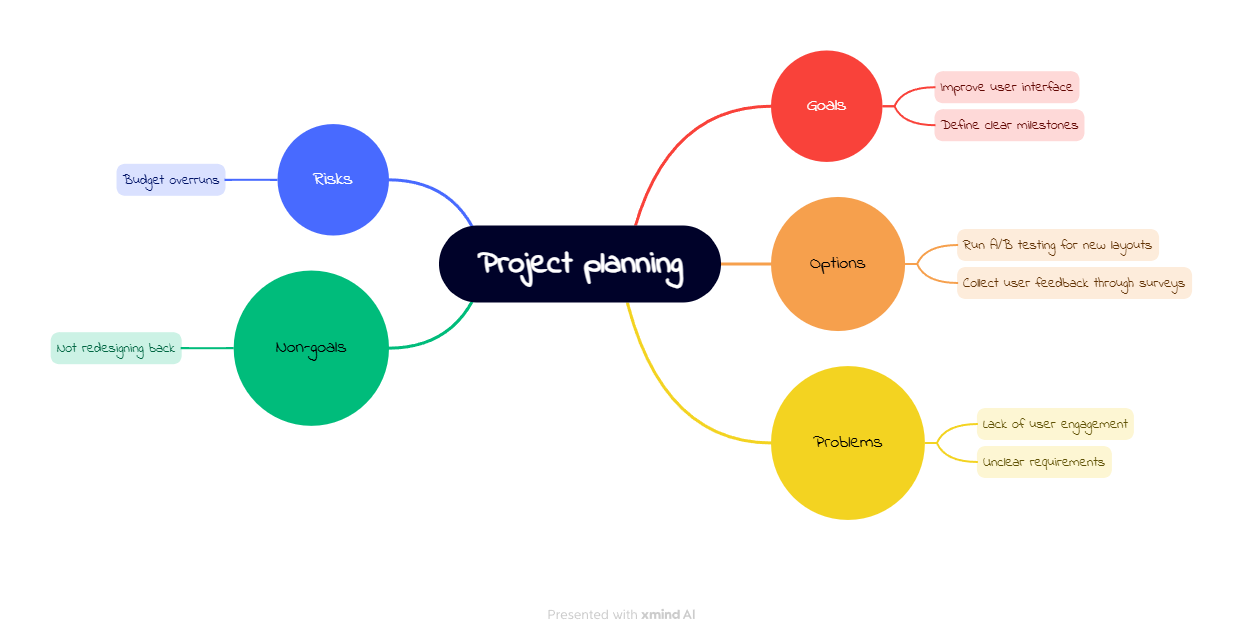 Project planning
Goals
Improve user interface
Define clear milestones
Options
Run A/B testing for new layouts
Collect user feedback through surveys
Problems
Lack of user engagement
Unclear requirements
Risks
Budget overruns
Non-goals
Not redesigning back
Presented with xmind AI